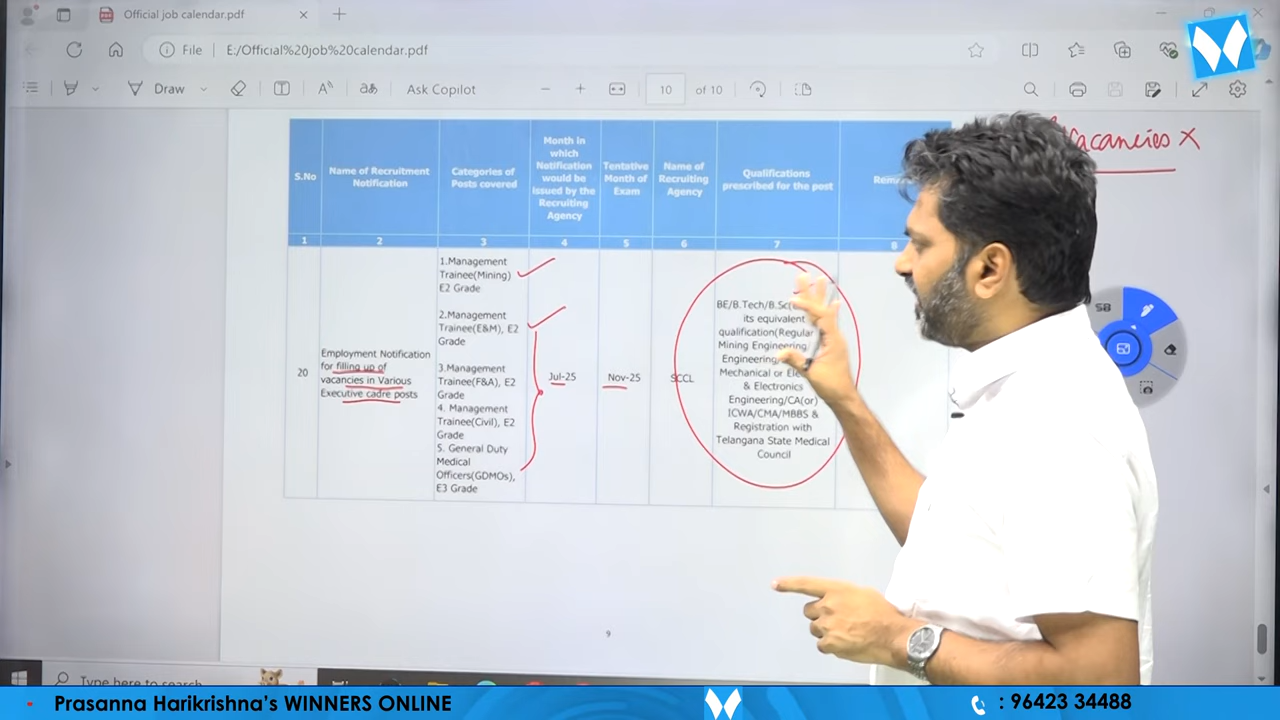 Official job calendar.pdf
File
E:/Official%20job%20calendar.pdf
Draw
Ask Copilot
10
of 10
Vacancies X
S.No
Name of Recruitment
Notification
Categories of
Posts covered
Month in
which
Notification
would be
issued by the
Recruiting
Agency
Tentative
Month of
Exam
Name of
Recruiting
Agency
Qualifications
prescribed for the post
1
2
3
4
5
6
7
8
20
Employment Notification
for filling up of
vacancies in Various
Executive cadre posts
1.Management
Trainee(Mining)
E2 Grade
2.Management
Trainee(E&M), E2
Grade
3.Management
Trainee(F&A), E2
Grade
4. Management
Trainee(Civil), E2
Grade
5. General Duty
Medical
Officers(GDMOs),
E3 Grade
Jul-25
Nov-25
SCCL
BE/B.Tech/B.Sc
its equivalent
qualification(Regular
Mining Engineering/
Engineering
Mechanical or
& Electronics
Engineering/CA(or)
ICWA/CMA/MBBS &
Registration with
Telangana State Medical
Council
9
SB
Type here to search
- Prasanna Harikrishna's WINNERS ONLINE
: 96423 34488